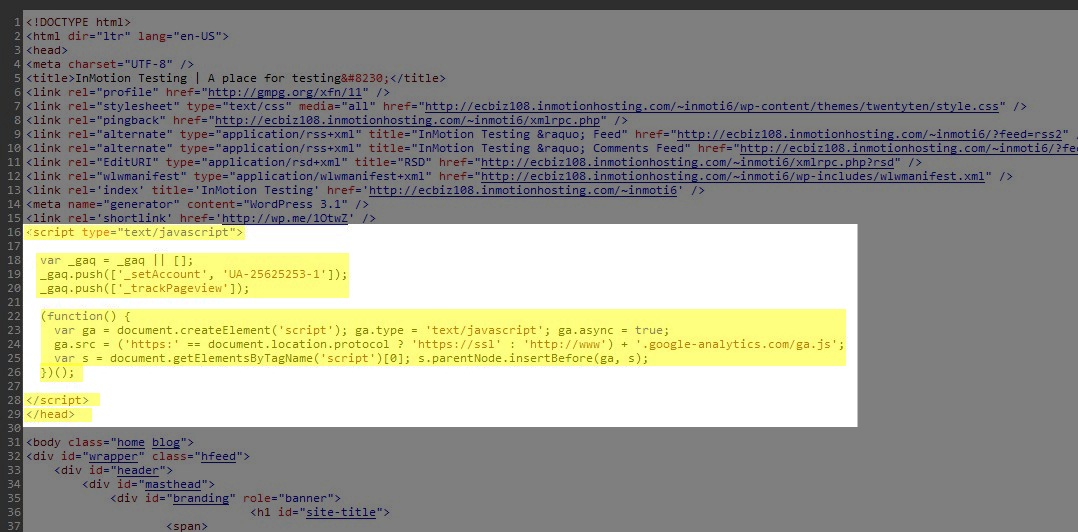 1 <!DOCTYPE html>
2 <html dir="ltr" lang="en-US">
3 <head>
4 <meta charset="UTF-8" />
5 <title>InMotion Testing | A place for testing&#8230;</title>
6 <link rel="profile" href="http://gmpg.org/xfn/11" />
7 <link rel="stylesheet" type="text/css" media="all" href="http://ecbiz108.inmotionhosting.com/~inmoti6/wp-content/themes/twentyten/style.css" />
8 <link rel="pingback" href="http://ecbiz108.inmotionhosting.com/~inmoti6/xmlrpc.php" />
9 <link rel="alternate" type="application/rss+xml" title="InMotion Testing &raquo; Feed" href="http://ecbiz108.inmotionhosting.com/~inmoti6/?feed=rss2"
10 <link rel="alternate" type="application/rss+xml" title="InMotion Testing &raquo; Comments Feed" href="http://ecbiz108.inmotionhosting.com/~inmoti6/?fe
11 <link rel="EditURI" type="application/rsd+xml" title="RSD" href="http://ecbiz108.inmotionhosting.com/~inmoti6/xmlrpc.php?rsd" />
12 <link rel="wlwmanifest" type="application/wlwmanifest+xml" href="http://ecbiz108.inmotionhosting.com/~inmoti6/wp-includes/wlwmanifest.xml" />
13 <link rel='index' title='InMotion Testing' href='http://ecbiz108.inmotionhosting.com/~inmoti6' />
14 <meta name="generator" content="WordPress 3.1" />
15 <link rel='shortlink' href='http://wp.me/1OtwZ' />
16 <script type="text/javascript">
17
18 var _gaq = _gaq || [];
19 _gaq.push(['_setAccount', 'UA-25625253-1']);
20 _gaq.push(['_trackPageview']);
21
22 (function() {
23 var ga = document.createElement('script'); ga.type = 'text/javascript'; ga.async = true;
24 ga.src = ('https:' == document.location.protocol ? 'https://ssl' : 'http://www') + '.google-analytics.com/ga.js';
25 var s = document.getElementsByTagName('script')[0]; s.parentNode.insertBefore(ga, s);
26 })();
27
28 </script>
29 </head>
30
31 <body class="home blog">
32 <div id="wrapper" class="hfeed">
33 <div id="header">
34 <div id="masthead">
35 <div id="branding" role="banner">
36 <h1 id="site-title">
37 <span>